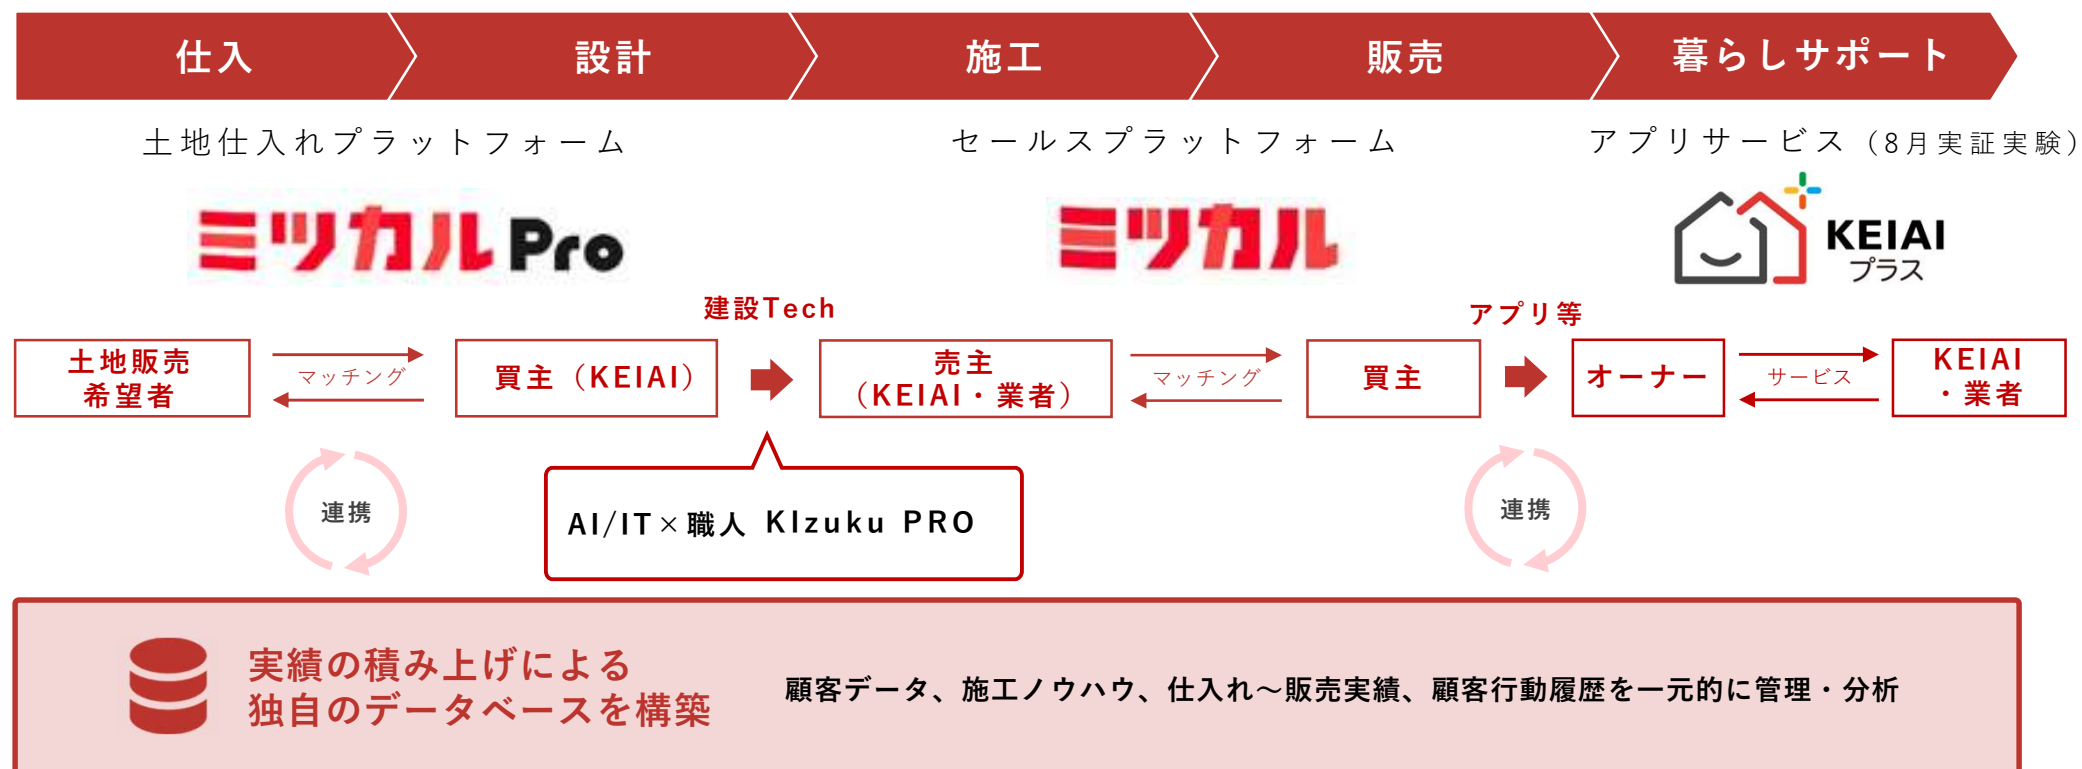 仕入
設計
施工
販売
暮らしサポート
土地仕入れプラットフォーム
セールスプラットフォーム
アプリサービス（8月実証実験）
ミツカル Pro
ミツカル
KEIAI
プラス
建設Tech
アプリ等
土地販売
希望者
マッチング
買主（KEIAI）
売主
（KEIAI・業者）
マッチング
買主
オーナー
サービス
KEIAI
・業者
連携
AI/IT×職人 KIzuku PRO
連携
実績の積み上げによる
独自のデータベースを構築
顧客データ、施工ノウハウ、仕入れ～販売実績、顧客行動履歴を一元的に管理・分析